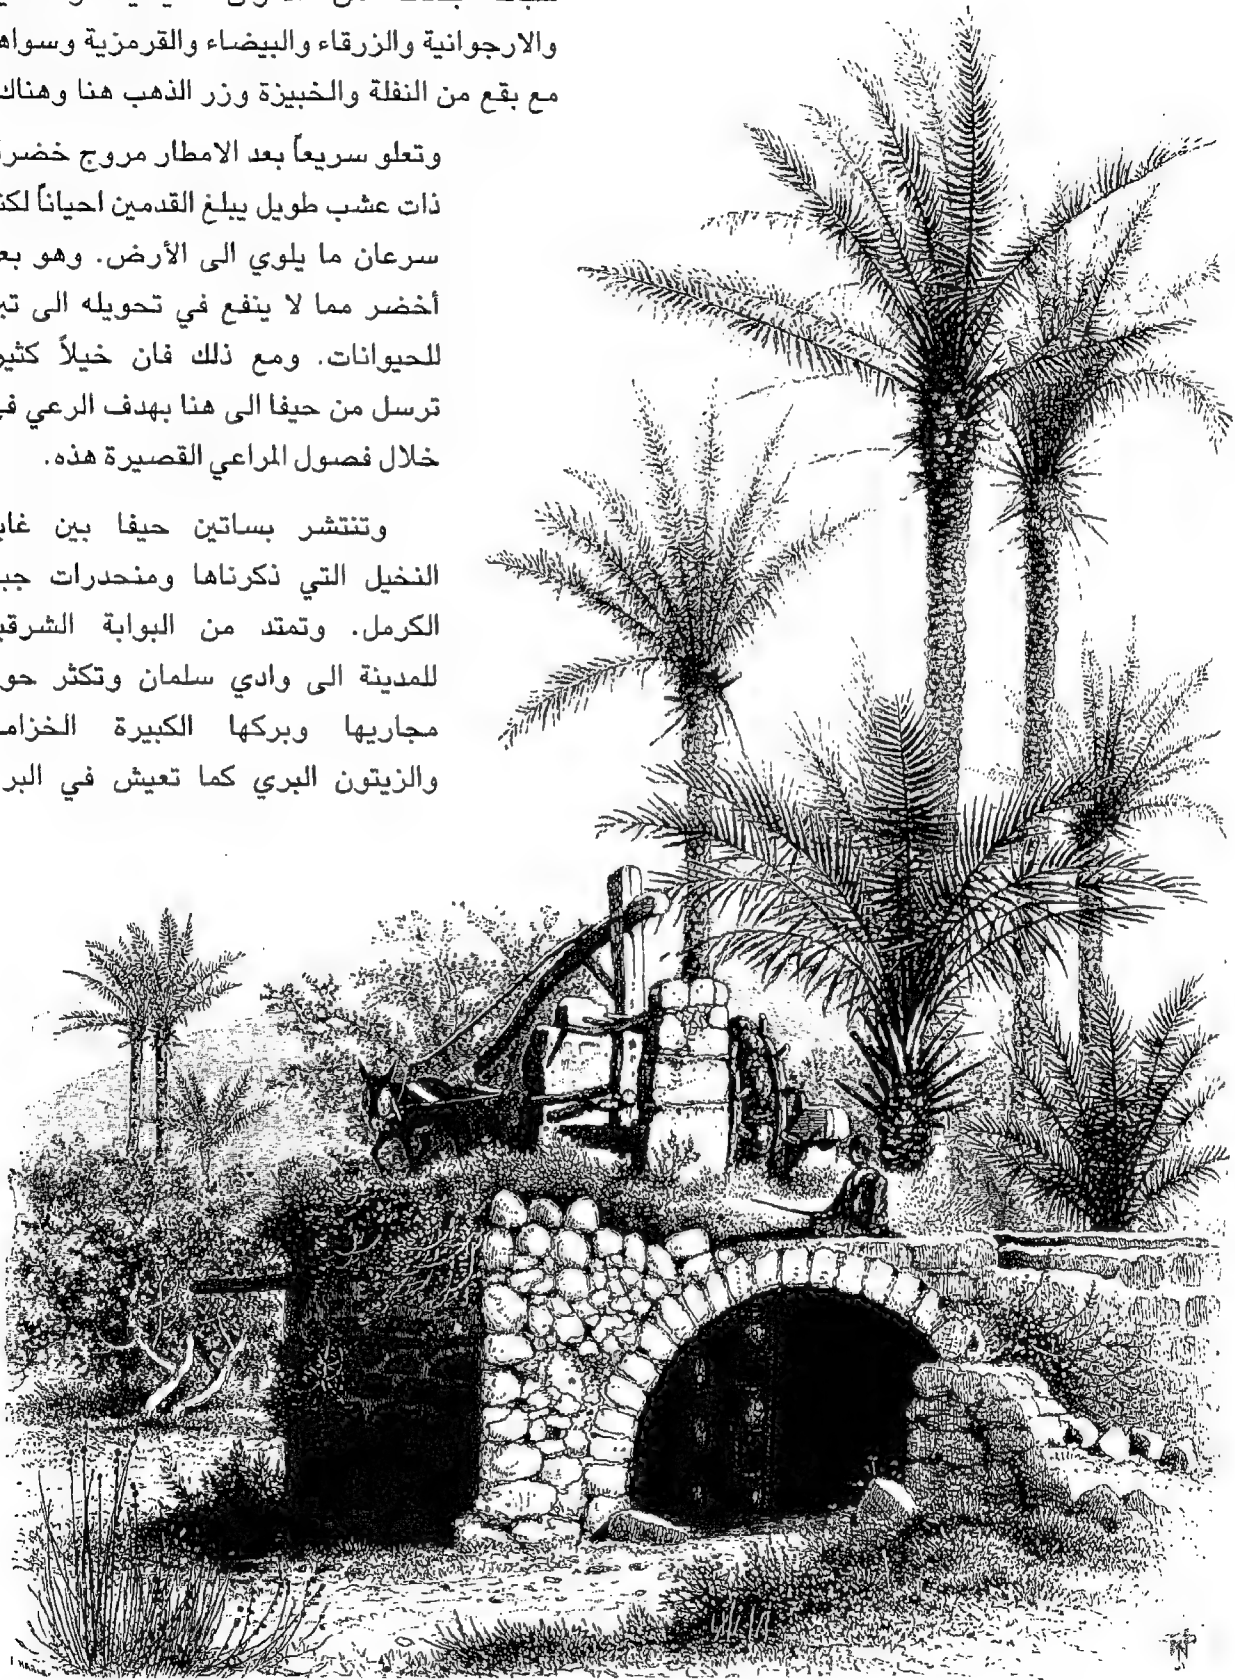 والارجوانية والزرقاء والبيضاء والقرمزية وسواها
مع بقع من النفلة والخبيزة وزر الذهب هنا وهناك
وتعلو سريعاً بعد الامطار مروج خضر
ذات عشب طويل يبلغ القدمين احياناً لكن
سرعان ما يلوي الى الأرض. وهو بع
أخضر مما لا ينفع في تحويله الى تب
للحيوانات. ومع ذلك فان خيلاً كثير
ترسل من حيفا الى هنا بهدف الرعي في
خلال فصول المراعي القصيرة هذه.
وتنتشر بساتين حيفا بين غاب
النخيل التي ذكرناها ومنحدرات جب
الكرمل. وتمتد من البوابة الشرقي
للمدينة الى وادي سلمان وتكثر حو
مجاريها وبركها الكبيرة الخزام
والزيتون البري كما تعيش في البر